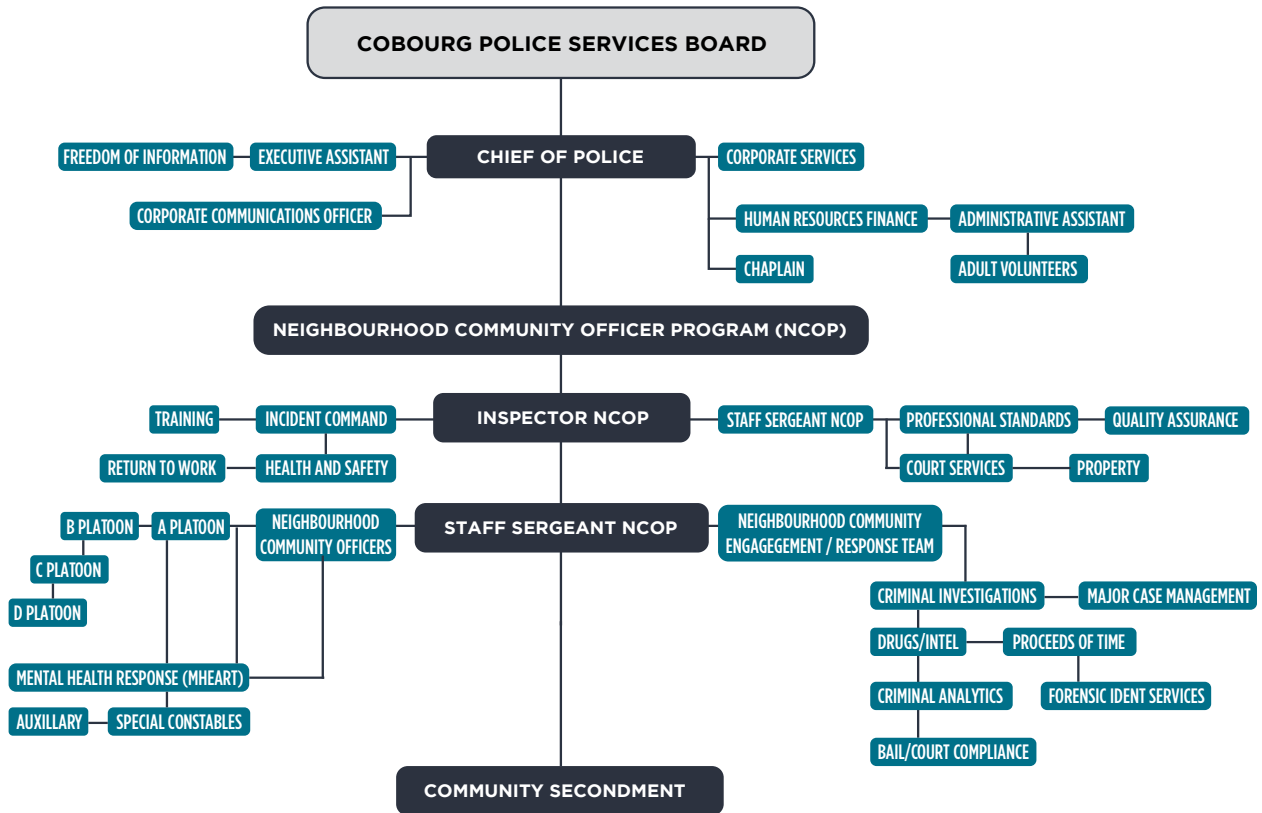 COBOURG POLICE SERVICES BOARD
FREEDOM OF INFORMATION
EXECUTIVE ASSISTANT
CHIEF OF POLICE
CORPORATE SERVICES
CORPORATE COMMUNICATIONS OFFICER
HUMAN RESOURCES FINANCE
ADMINISTRATIVE ASSISTANT
CHAPLAIN
ADULT VOLUNTEERS
NEIGHBOURHOOD COMMUNITY OFFICER PROGRAM (NCOP)
TRAINING
INCIDENT COMMAND
INSPECTOR NCOP
STAFF SERGEANT NCOP
PROFESSIONAL STANDARDS
QUALITY ASSURANCE
RETURN TO WORK
HEALTH AND SAFETY
COURT SERVICES
PROPERTY
B PLATOON
A PLATOON
NEIGHBOURHOOD
COMMUNITY OFFICERS
STAFF SERGEANT NCOP
NEIGHBOURHOOD COMMUNITY
ENGAGEGEMENT / RESPONSE TEAM
C PLATOON
D PLATOON
CRIMINAL INVESTIGATIONS
MAJOR CASE MANAGEMENT
DRUGS/INTEL
PROCEEDS OF TIME
MENTAL HEALTH RESPONSE (MHEART)
CRIMINAL ANALYTICS
FORENSIC IDENT SERVICES
AUXILLARY
SPECIAL CONSTABLES
BAIL/COURT COMPLIANCE
COMMUNITY SECONDMENT